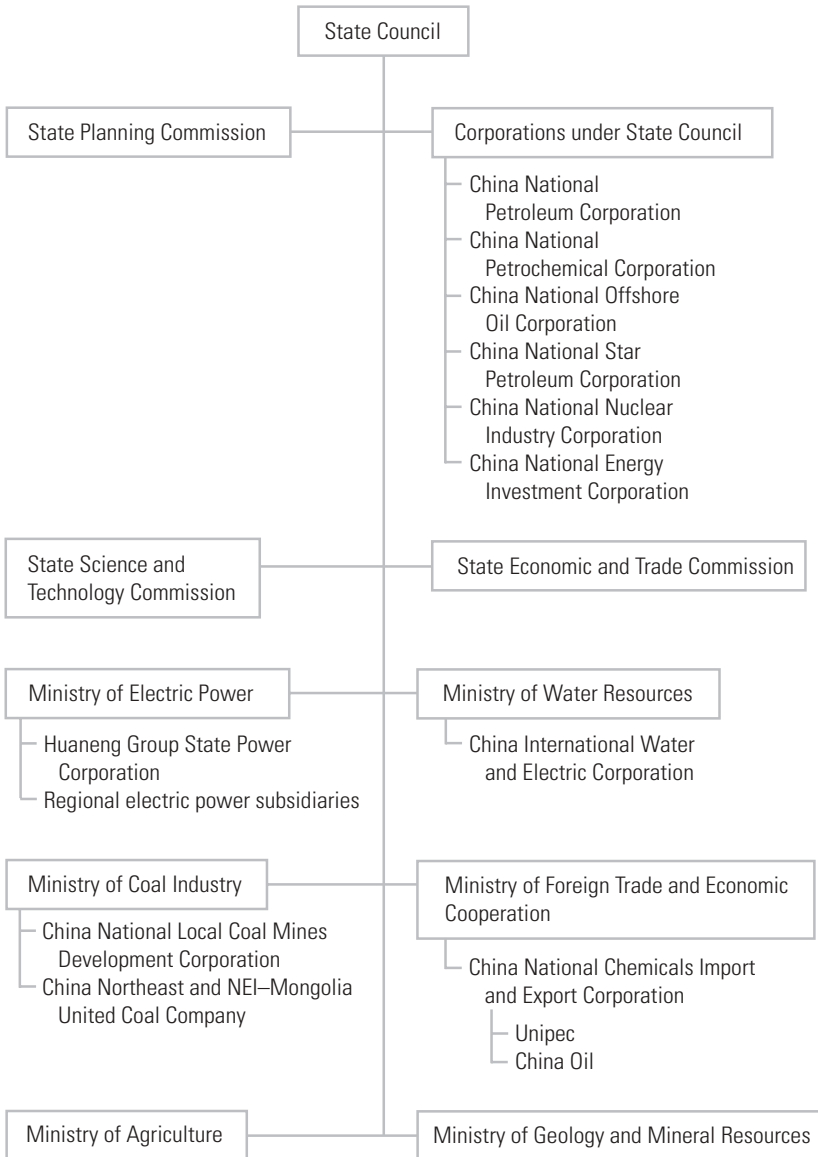 State Council
State Planning Commission
Corporations under State Council
China National
Petroleum Corporation
China National
Petrochemical Corporation
China National Offshore
Oil Corporation
China National Star
Petroleum Corporation
China National Nuclear
Industry Corporation
China National Energy
Investment Corporation
State Science and
Technology Commission
State Economic and Trade Commission
Ministry of Electric Power
Huaneng Group State Power
Corporation
Regional electric power subsidiaries
Ministry of Water Resources
China International Water
and Electric Corporation
Ministry of Coal Industry
China National Local Coal Mines
Development Corporation
China Northeast and NEI–Mongolia
United Coal Company
Ministry of Foreign Trade and Economic
Cooperation
China National Chemicals Import
and Export Corporation
Unipec
China Oil
Ministry of Agriculture
Ministry of Geology and Mineral Resources